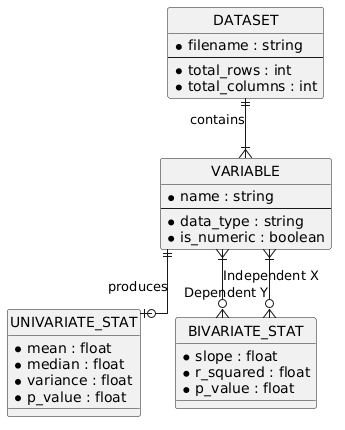 DATASET
filename : string
total_rows : int
total_columns : int
contains
VARIABLE
name : string
data_type : string
is_numeric : boolean
produces
Independent X
Dependent Y
UNIVARIATE_STAT
mean : float
median : float
variance : float
p_value : float
BIVARIATE_STAT
slope : float
r_squared : float
p_value : float